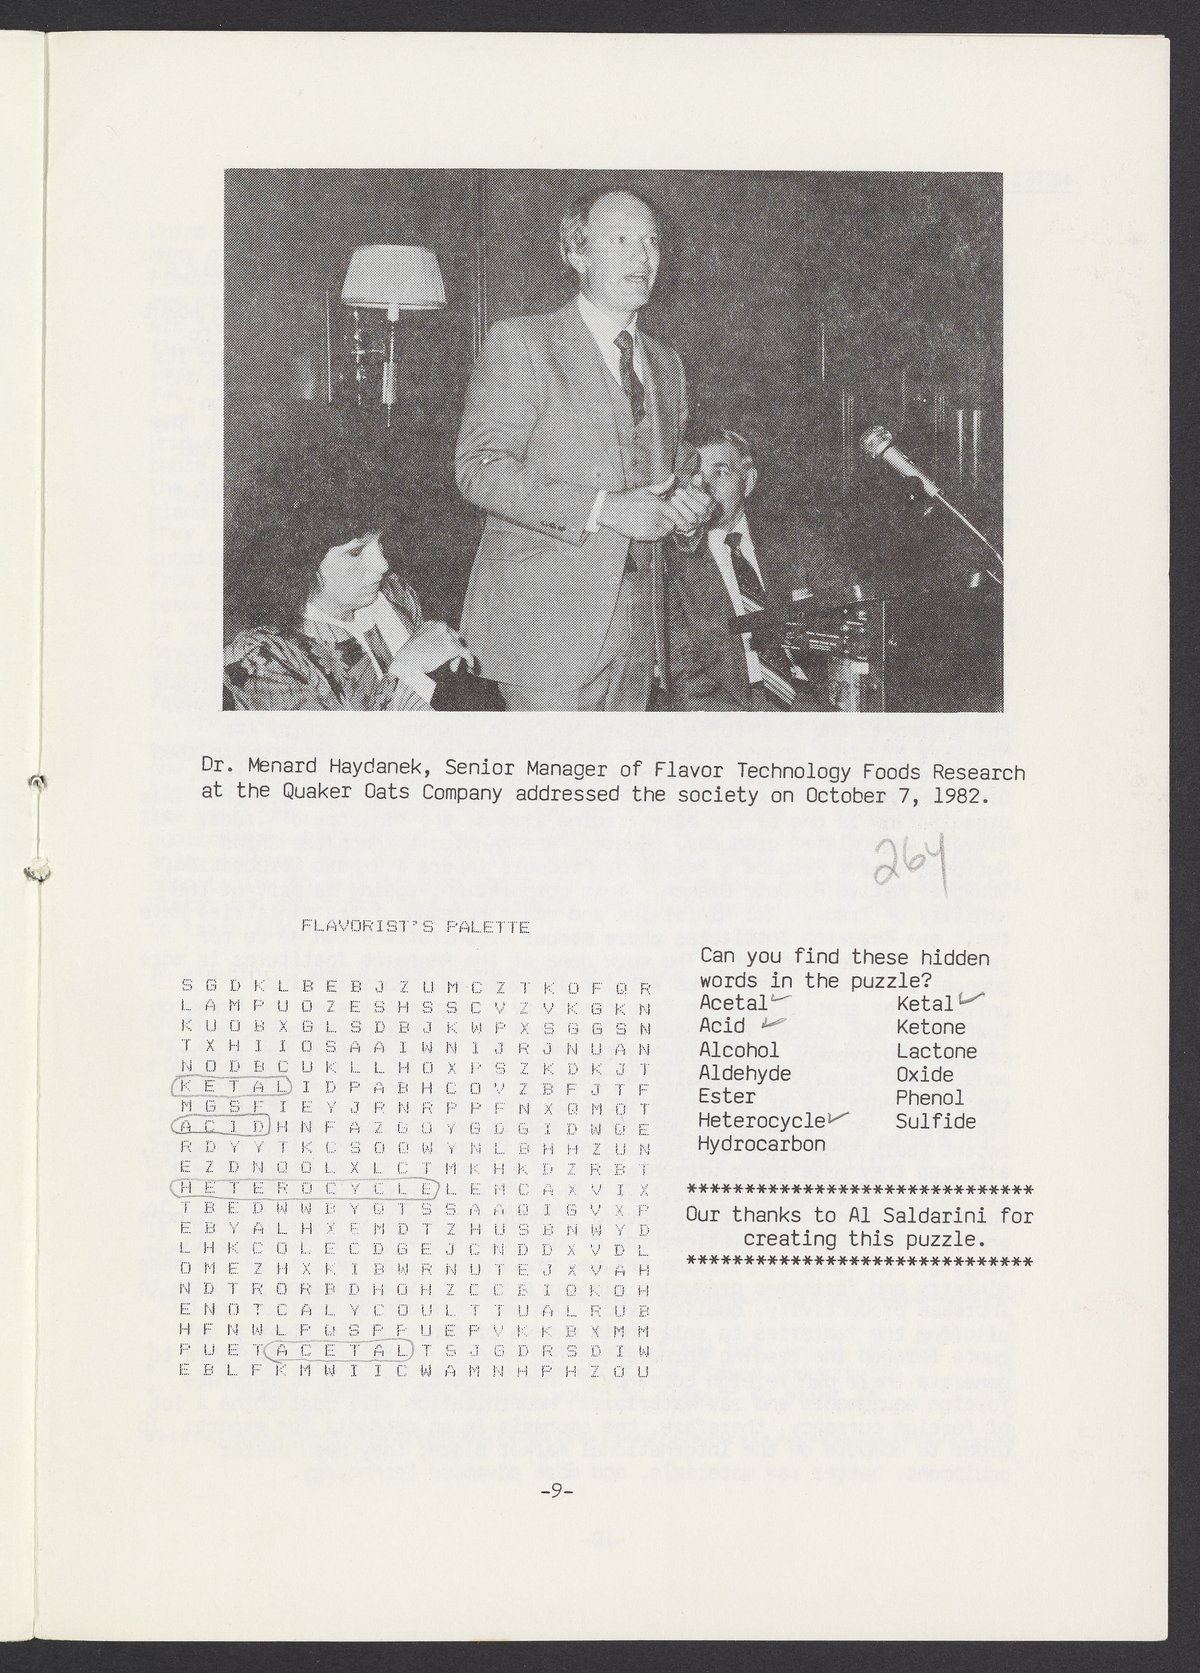 Dr. Menard Haydanek, Senior Manager of Flavor Technology Foods Research
at the Quaker Oats Company addressed the society on October 7, 1982.
264
FLAVORIST'S PALETTE
S G D K L B E B J Z U M C Z T K O F Q R
L A M P U O Z E S H S S C V Z V K G K N
K U O B X G L S D B J K W P X S G G S N
T X H I I O S A A I W N I J R J N U A N
N O D B C U K L L H O X P S Z K D K J T
K E T A L I D P A B H C O V Z B F J T F
M G S F I E Y J R N R P P F N X Q M O T
A C I D H N F A Z G O Y G D G I D W Q E
R D Y Y T K C S O O W Y N L B H H Z U N
E Z D N O O L X L C T M K H K D Z R B T
H E T E R O C Y C L E L E M C A X V I X
T B E D W W B Y Q T S S A A Q I G V X P
E B Y A L H X E M D T Z H U S B N W Y D
L H K C O L E C D G E J C N D D X V D L
O M E Z H X K I B W R N U T E J X V A H
N D T R O R B D H O H Z C C B I Q K O H
E N O T C A L Y C O U L T T U A L R U B
H F N W L P Q S P P U E P V K K B Y M M
P U E T A C E T A L T S J G D R S D I W
E B L F K M W I I C W A M N H P H Z O U
Can you find these hidden
words in the puzzle?
Acetal Ketal
Acid Ketone
Alcohol Lactone
Aldehyde Oxide
Ester Phenol
Heterocycle Sulfide
Hydrocarbon
******************************
Our thanks to Al Saldarini for
creating this puzzle.
******************************
-9-